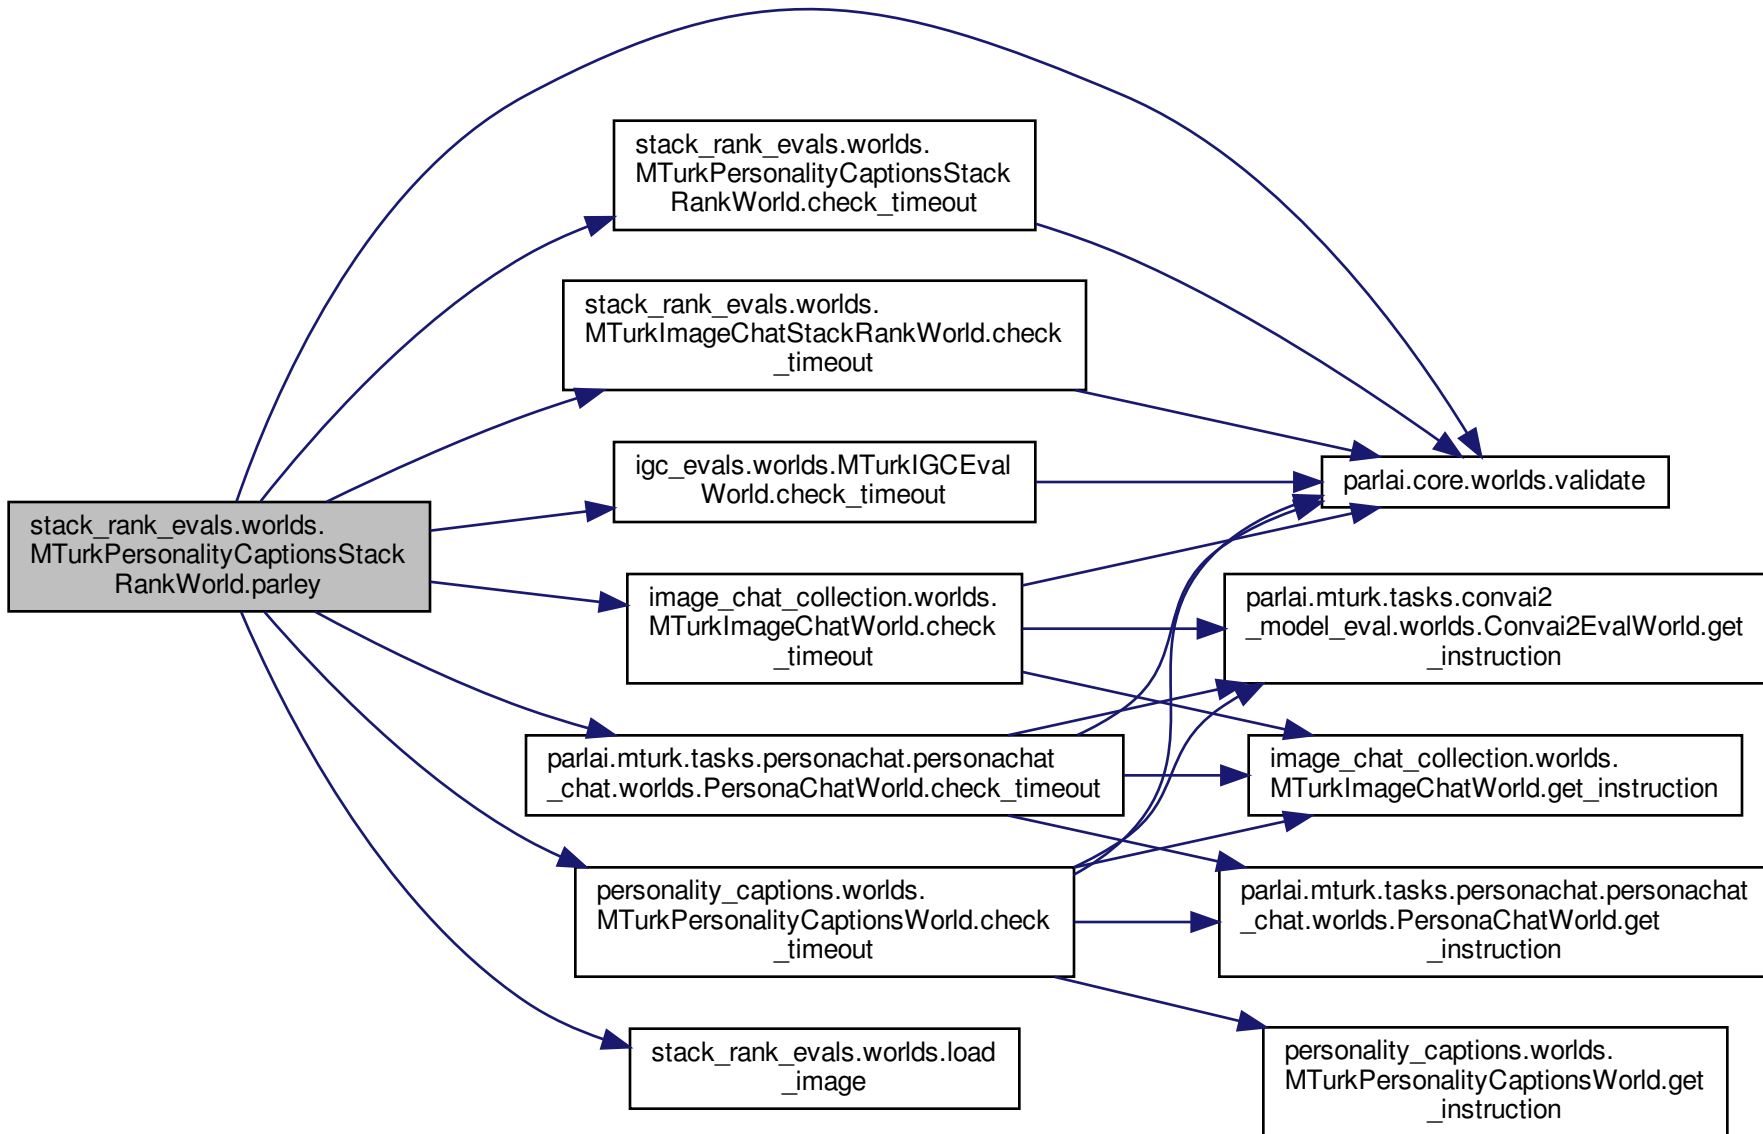 stack_rank_evals.worlds.
MTurkPersonalityCaptionsStack
RankWorld.parley
stack_rank_evals.worlds.
MTurkPersonalityCaptionsStack
RankWorld.check_timeout
stack_rank_evals.worlds.
MTurkImageChatStackRankWorld.check
_timeout
igc_evals.worlds.MTurkIGCEval
World.check_timeout
image_chat_collection.worlds.
MTurkImageChatWorld.check
_timeout
parlai.mturk.tasks.personachat.personachat
_chat.worlds.PersonaChatWorld.check_timeout
personality_captions.worlds.
MTurkPersonalityCaptionsWorld.check
_timeout
stack_rank_evals.worlds.load
_image
parlai.core.worlds.validate
parlai.mturk.tasks.convai2
_model_eval.worlds.Convai2EvalWorld.get
_instruction
image_chat_collection.worlds.
MTurkImageChatWorld.get_instruction
parlai.mturk.tasks.personachat.personachat
_chat.worlds.PersonaChatWorld.get
_instruction
personality_captions.worlds.
MTurkPersonalityCaptionsWorld.get
_instruction